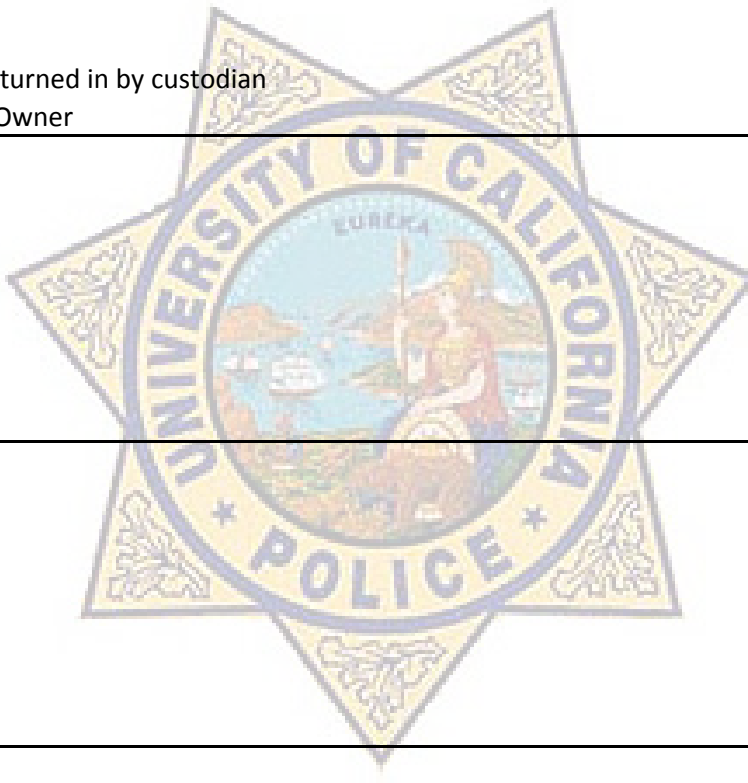 turned in by custodian
Owner
UNIVERSITY OF CALIFORNIA
EUREKA
* POLICE *